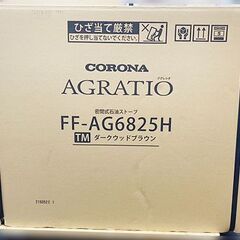 ひざ当て厳禁
ひざを押し当てないでください
CORONA
アグレシオ
AGRATIO
密閉式石油ストーブ
FF-AG6825H
TM ダークウッドブラウン